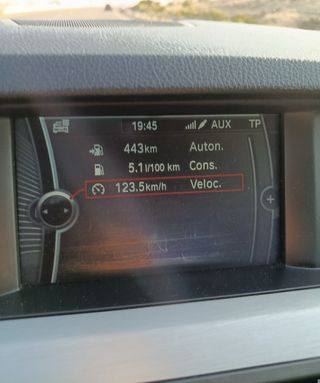 19:45 AUX TP
443km Auton.
5.1l/100 km Cons.
123.5km/h Veloc.
+